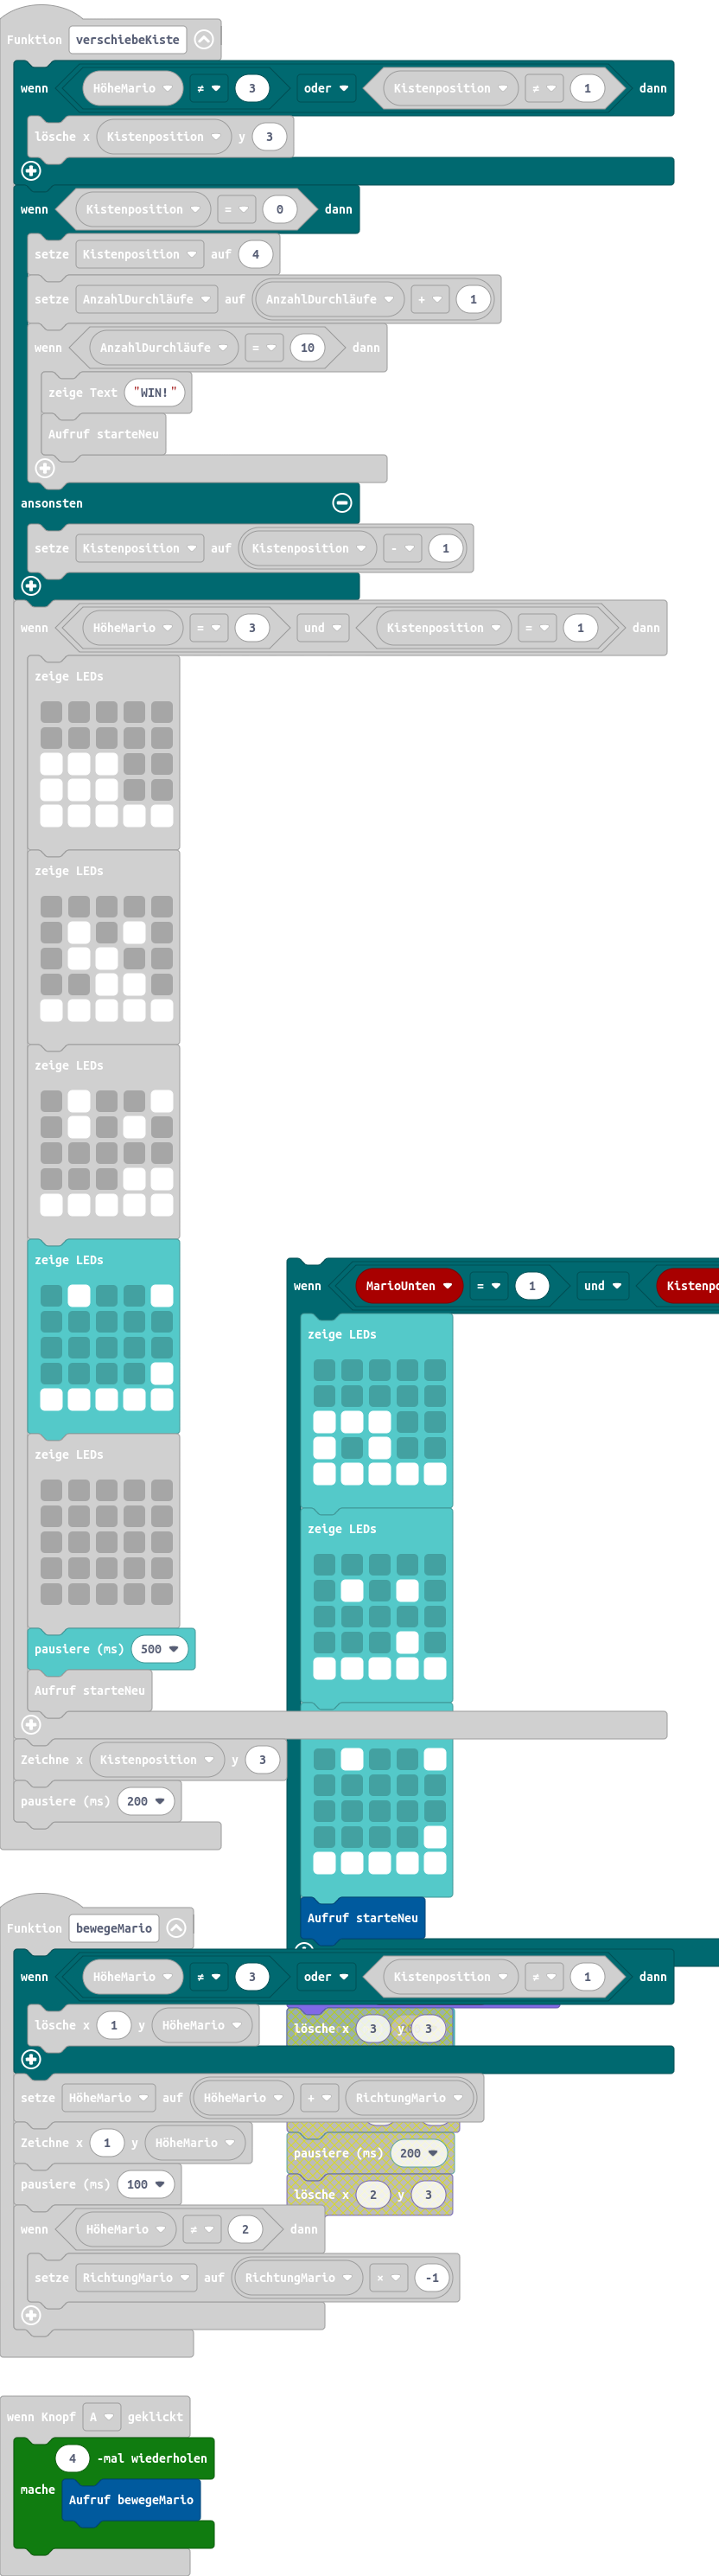 Funktion verschiebeKiste
wenn HöheMario ≠ 3 oder Kistenposition ≠ 1 dann
lösche x Kistenposition y 3
wenn Kistenposition = 0 dann
setze Kistenposition auf 4
setze AnzahlDurchläufe auf AnzahlDurchläufe + 1
wenn AnzahlDurchläufe = 10 dann
zeige Text "WIN!"
Aufruf starteNeu
ansonsten
setze Kistenposition auf Kistenposition - 1
wenn HöheMario = 3 und Kistenposition = 1 dann
zeige LEDs
zeige LEDs
zeige LEDs
zeige LEDs
zeige LEDs
pausiere (ms) 500
Aufruf starteNeu
Zeichne x Kistenposition y 3
pausiere (ms) 200
wenn MarioUnten = 1 und
zeige LEDs
zeige LEDs
Aufruf starteNeu
Funktion bewegeMario
wenn HöheMario ≠ 3 oder Kistenposition ≠ 1 dann
lösche x 1 y HöheMario
lösche x 3 y 3
setze HöheMario auf HöheMario + RichtungMario
Zeichne x 1 y HöheMario
pausiere (ms) 200
pausiere (ms) 100
lösche x 2 y 3
wenn HöheMario ≠ 2 dann
setze RichtungMario auf RichtungMario × -1
wenn Knopf A geklickt
4 -mal wiederholen
mache Aufruf bewegeMario